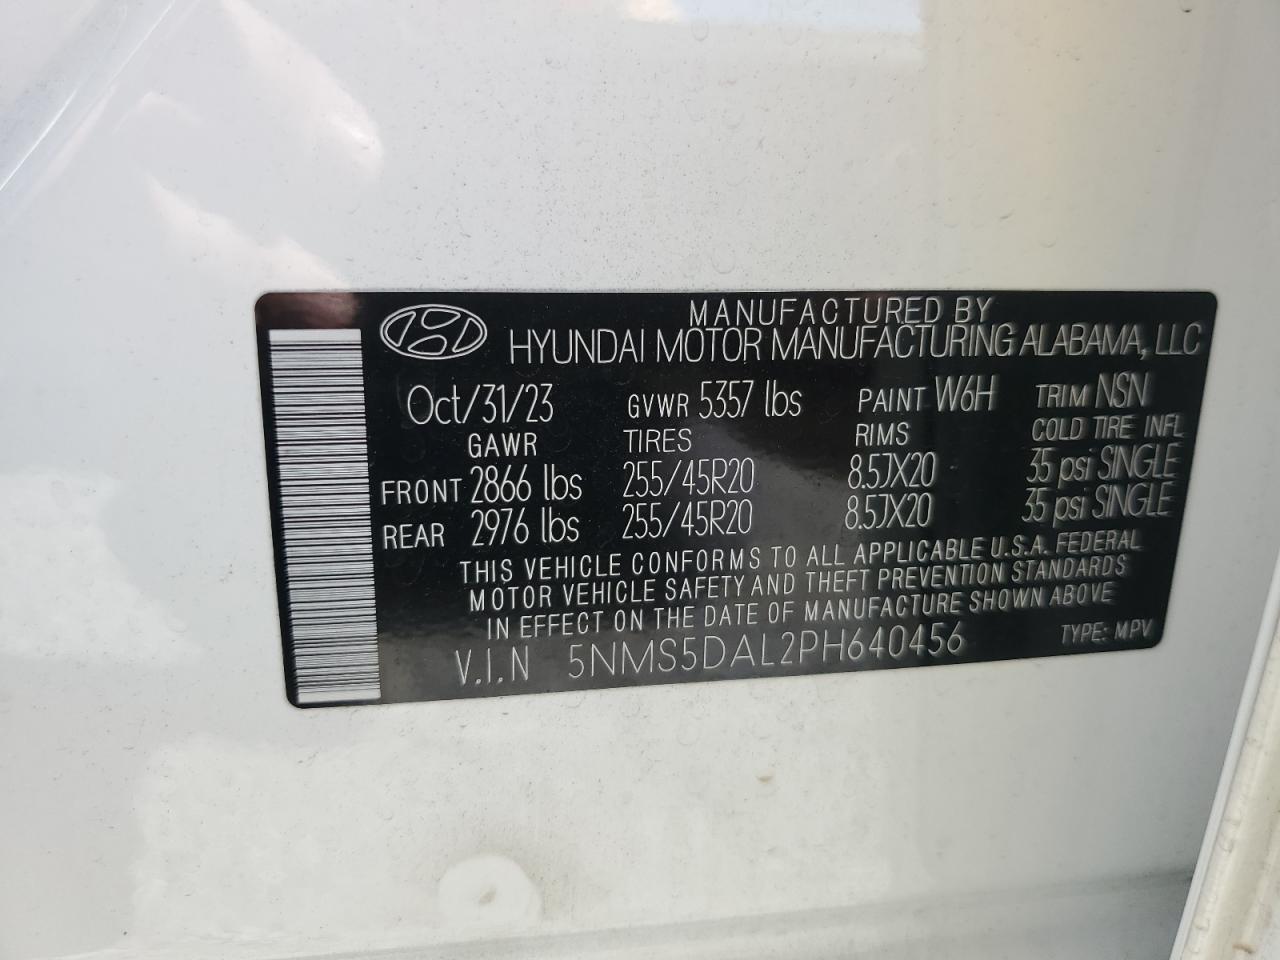 MANUFACTURED BY
HYUNDAI MOTOR MANUFACTURING ALABAMA, LLC
Oct/31/23 GVWR 5357 lbs PAINT W6H TRIM NSN
GAWR TIRES RIMS COLD TIRE INFL
FRONT 2866 lbs 255/45R20 8.5JX20 35 psi SINGLE
REAR 2976 lbs 255/45R20 8.5JX20 35 psi SINGLE
THIS VEHICLE CONFORMS TO ALL APPLICABLE U.S.A. FEDERAL
MOTOR VEHICLE SAFETY AND THEFT PREVENTION STANDARDS
IN EFFECT ON THE DATE OF MANUFACTURE SHOWN ABOVE
V.I.N 5NMS5DAL2PH640456 TYPE: MPV